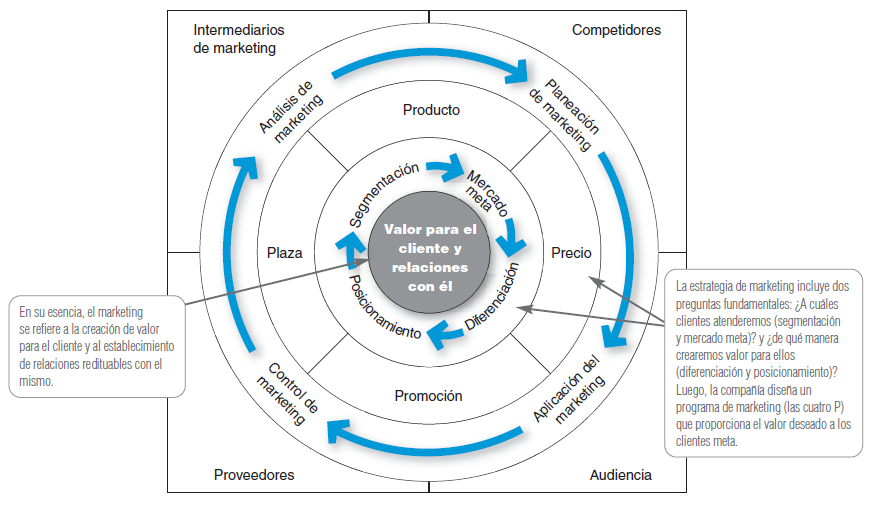 Intermediarios
de marketing
Competidores
Análisis de
marketing
Planeación
de marketing
Producto
Segmentación
Mercado
meta
Plaza
Valor para el
cliente y
relaciones
con él
Precio
Posicionamiento
Diferenciación
En su esencia, el marketing
se refiere a la creación de valor
para el cliente y al establecimiento
de relaciones redituables con el
mismo.
La estrategia de marketing incluye dos
preguntas fundamentales: ¿A cuáles
clientes atenderemos (segmentación
y mercado meta)? y ¿de qué manera
crearemos valor para ellos
(diferenciación y posicionamiento)?
Luego, la compañía diseña un
programa de marketing (las cuatro P)
que proporciona el valor deseado a los
clientes meta.
Promoción
Control de
marketing
Aplicación del
marketing
Proveedores
Audiencia